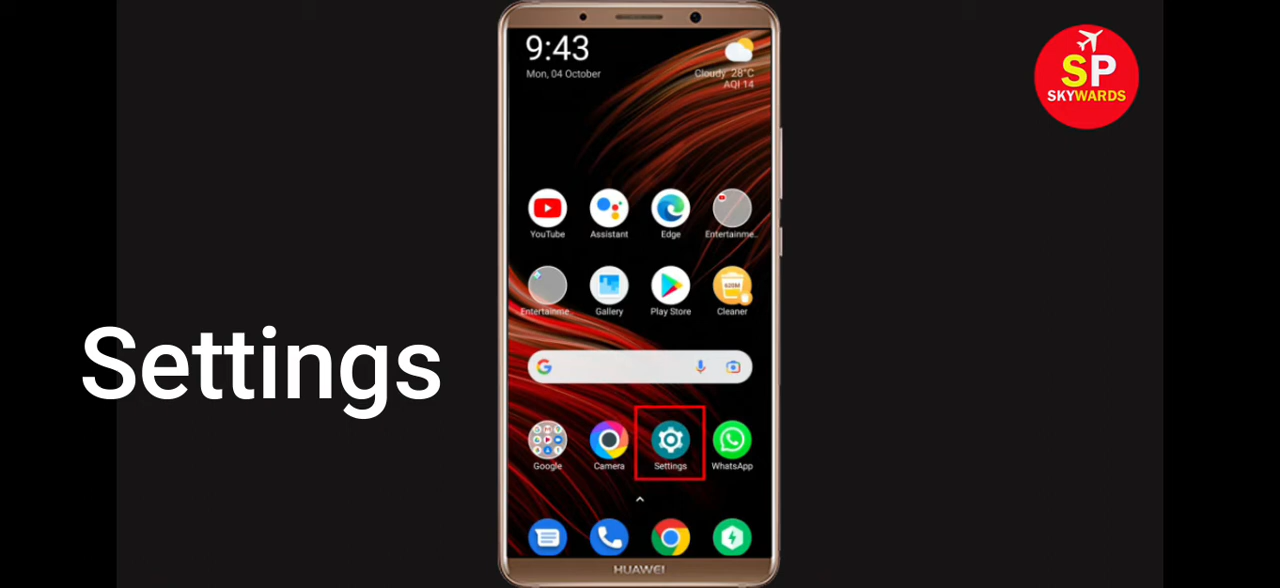 9:43
Mon, 04 October
Cloudy 28°C
AQI 14
SP
SKYWARDS
YouTube
Assistant
Edge
Entertainme..
Entertainme..
Gallery
Play Store
620M
Cleaner
Settings
G
Google
Camera
Settings
WhatsApp
HUAWEI